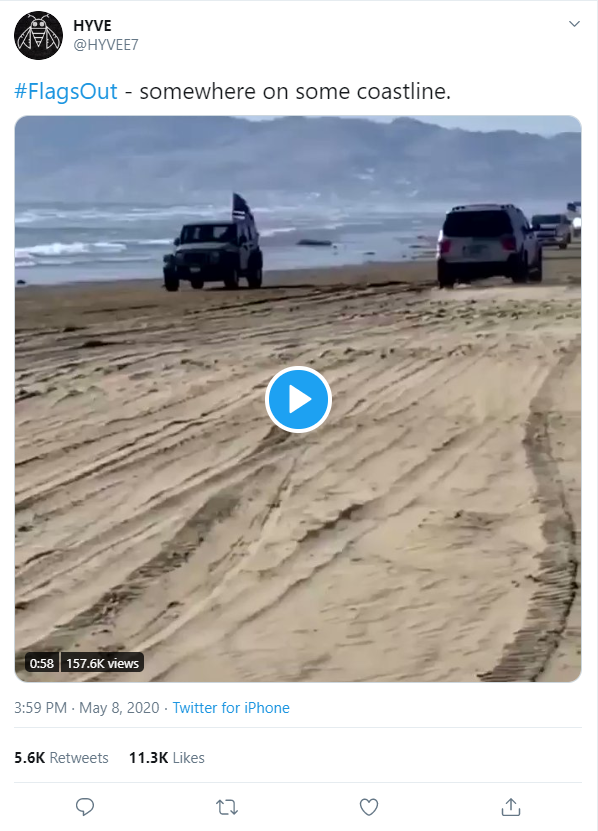 HYVE
@HYVEE7
#FlagsOut - somewhere on some coastline.
0:58 157.6K views
3:59 PM · May 8, 2020 · Twitter for iPhone
5.6K Retweets 11.3K Likes